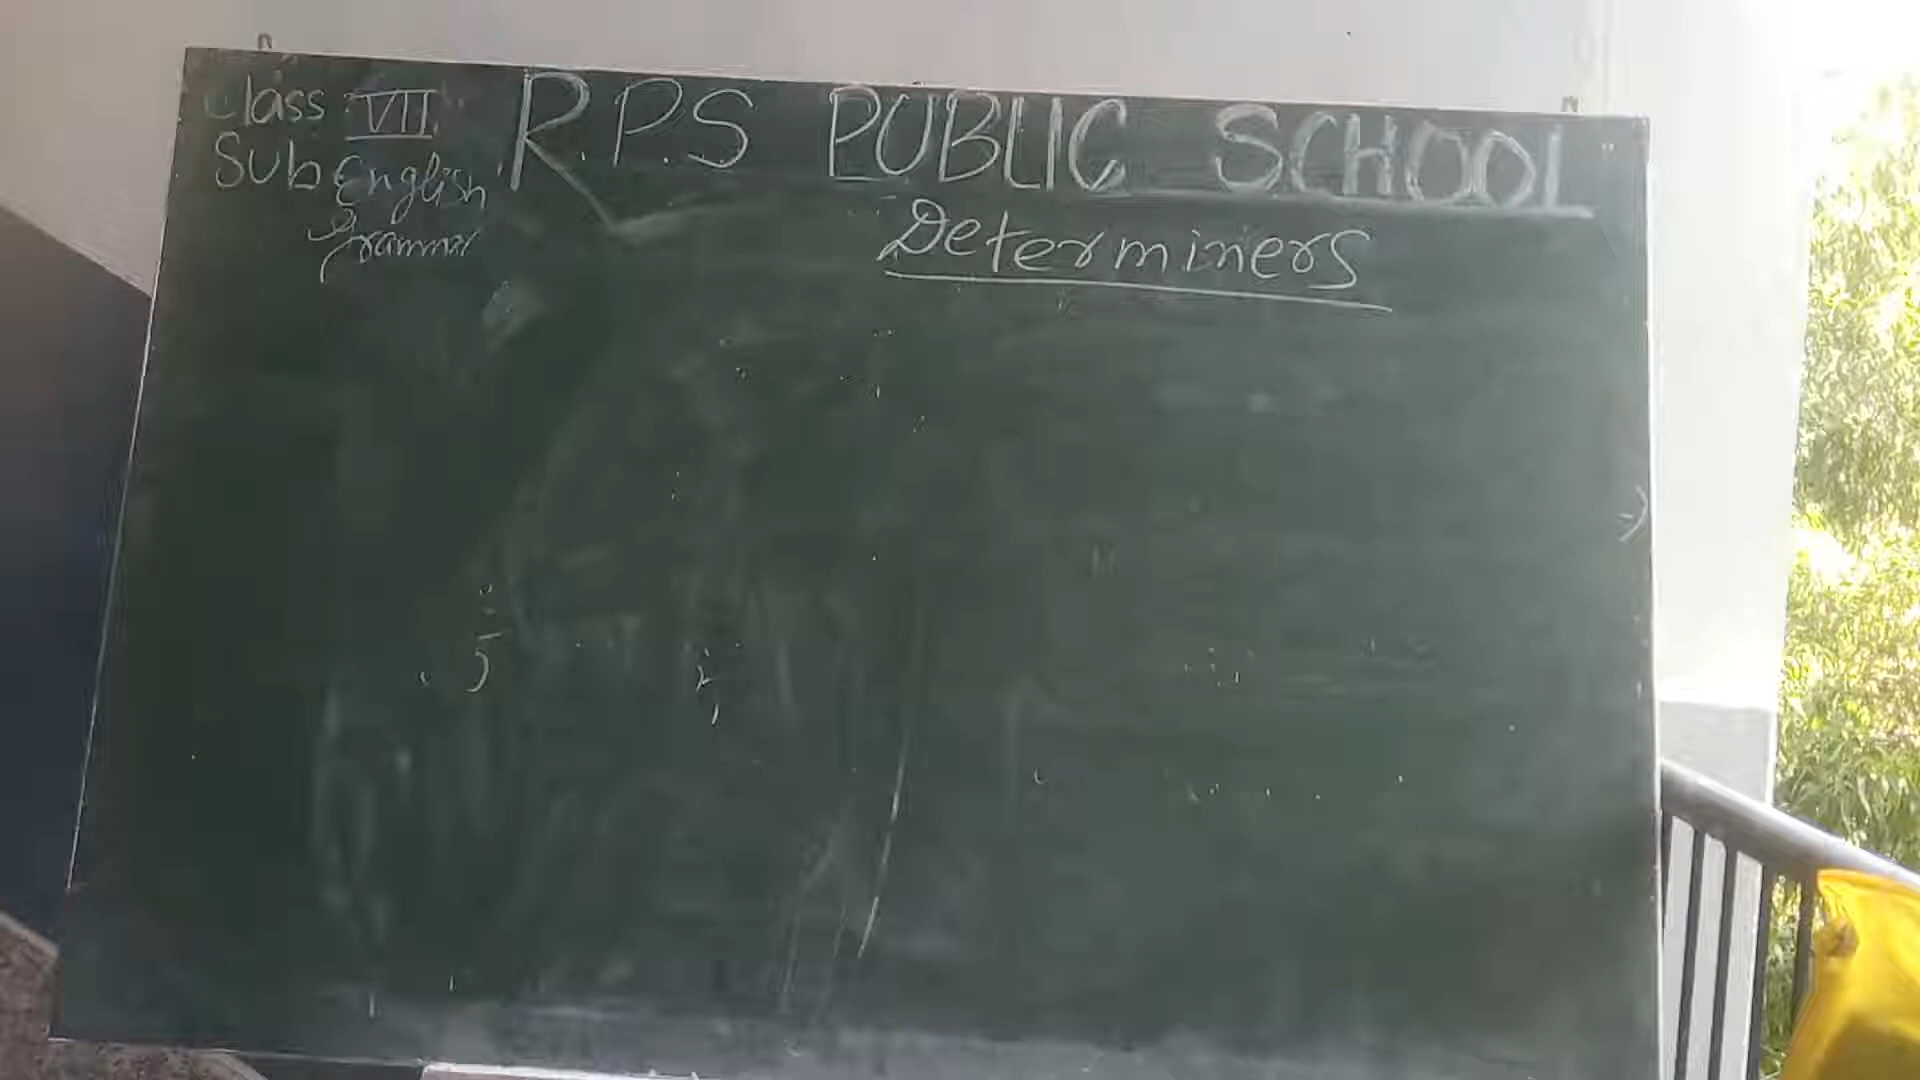 Class VII
Sub English
Grammar
R.P.S PUBLIC SCHOOL
Determiners